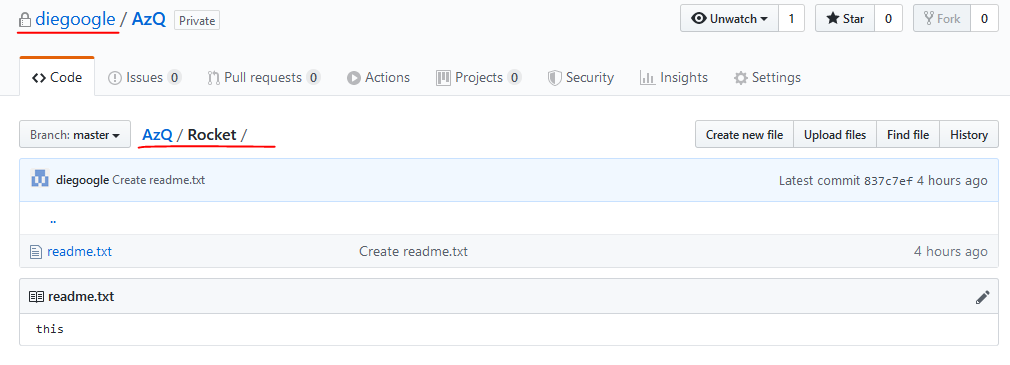 diegoogle / AzQ Private Unwatch 1 Star 0 Fork 0
Code Issues 0 Pull requests 0 Actions Projects 0 Security Insights Settings
Branch: master AzQ / Rocket / Create new file Upload files Find file History
diegoogle Create readme.txt Latest commit 837c7ef 4 hours ago
..
readme.txt Create readme.txt 4 hours ago
readme.txt
this